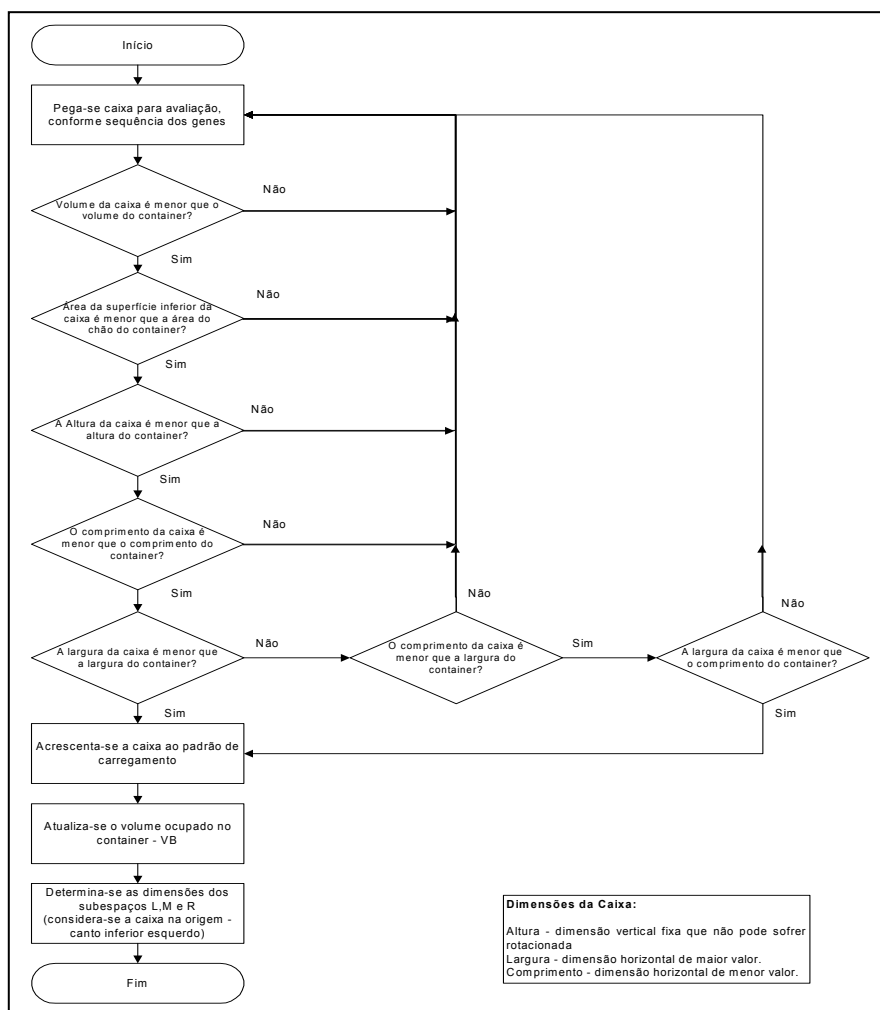 Início
Pega-se caixa para avaliação,
conforme sequência dos genes
Não
Volume da caixa é menor que o
volume do container?
Sim
Não
Área da superfície inferior da
caixa é menor que a área do
chão do container?
Sim
Não
A Altura da caixa é menor que a
altura do container?
Sim
Não
O comprimento da caixa é
menor que o comprimento do
container?
Sim
Não
Não
A largura da caixa é menor que
a largura do container?
Não
O comprimento da caixa é
menor que a largura do
container?
Sim
A largura da caixa é menor que
o comprimento do container?
Sim
Sim
Acrescenta-se a caixa ao padrão de
carregamento
Atualiza-se o volume ocupado no
container - VB
Determina-se as dimensões dos
subespaços L,M e R
(considera-se a caixa na origem -
canto inferior esquerdo)
Fim
Dimensões da Caixa:
Altura - dimensão vertical fixa que não pode sofrer
rotacionada
Largura - dimensão horizontal de maior valor.
Comprimento - dimensão horizontal de menor valor.